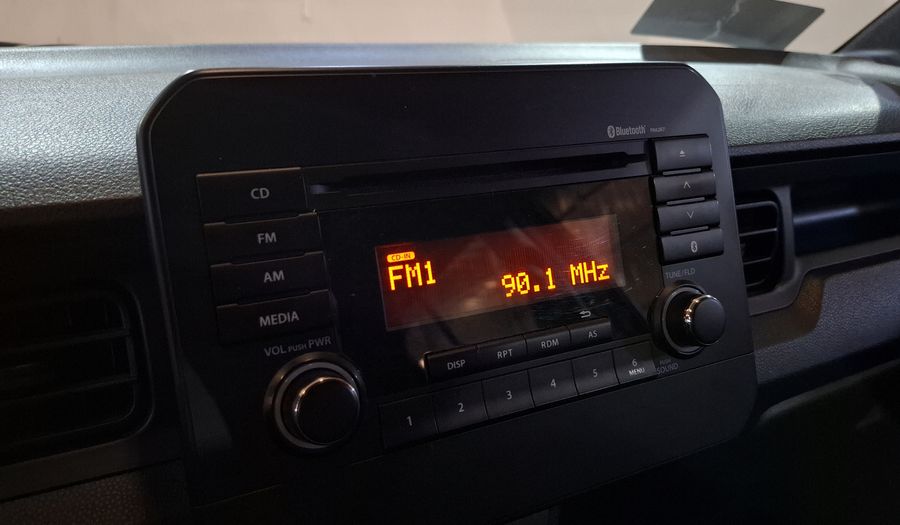 Bluetooth
CD
FM
AM
MEDIA
CD-IN
FM1
90.1 MHz
TUNE/FLD
VOL PUSH PWR
DISP
RPT
RDM
AS
1
2
3
4
5
6
MENU
PUSH
SOUND